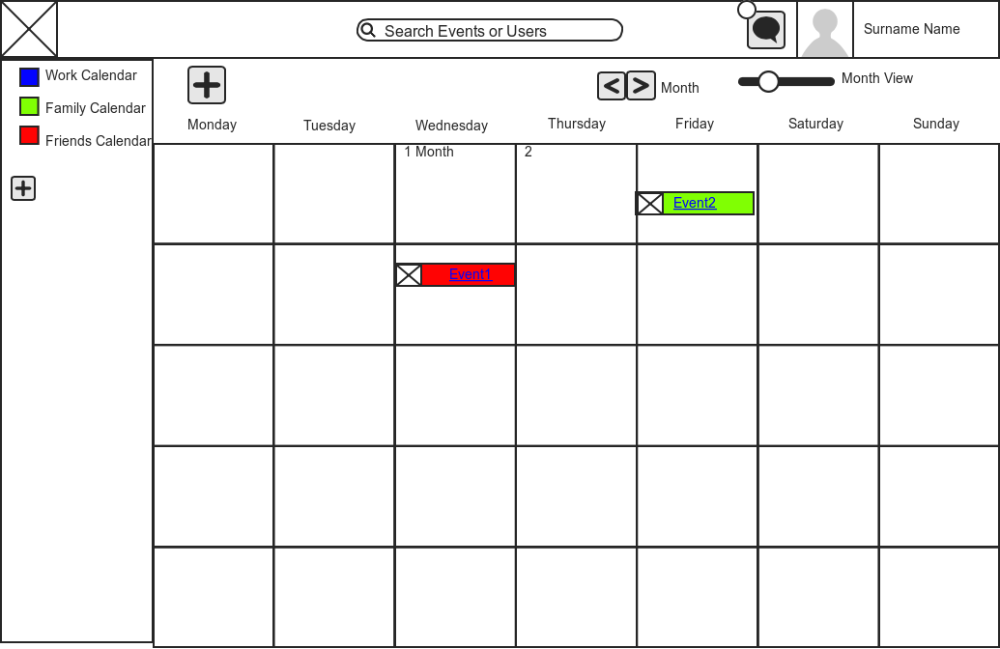 Search Events or Users
Surname Name
Work Calendar
Family Calendar
Friends Calendar
< > Month
Month View
Monday Tuesday Wednesday Thursday Friday Saturday Sunday
1 Month 2
Event2
Event1